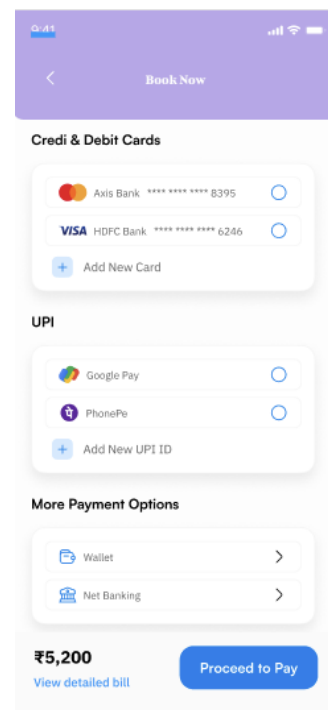 9:41
Book Now
Credi & Debit Cards
Axis Bank **** **** **** 8395
VISA HDFC Bank **** **** **** 6246
+ Add New Card
UPI
Google Pay
पे PhonePe
+ Add New UPI ID
More Payment Options
Wallet
Net Banking
₹5,200
View detailed bill
Proceed to Pay